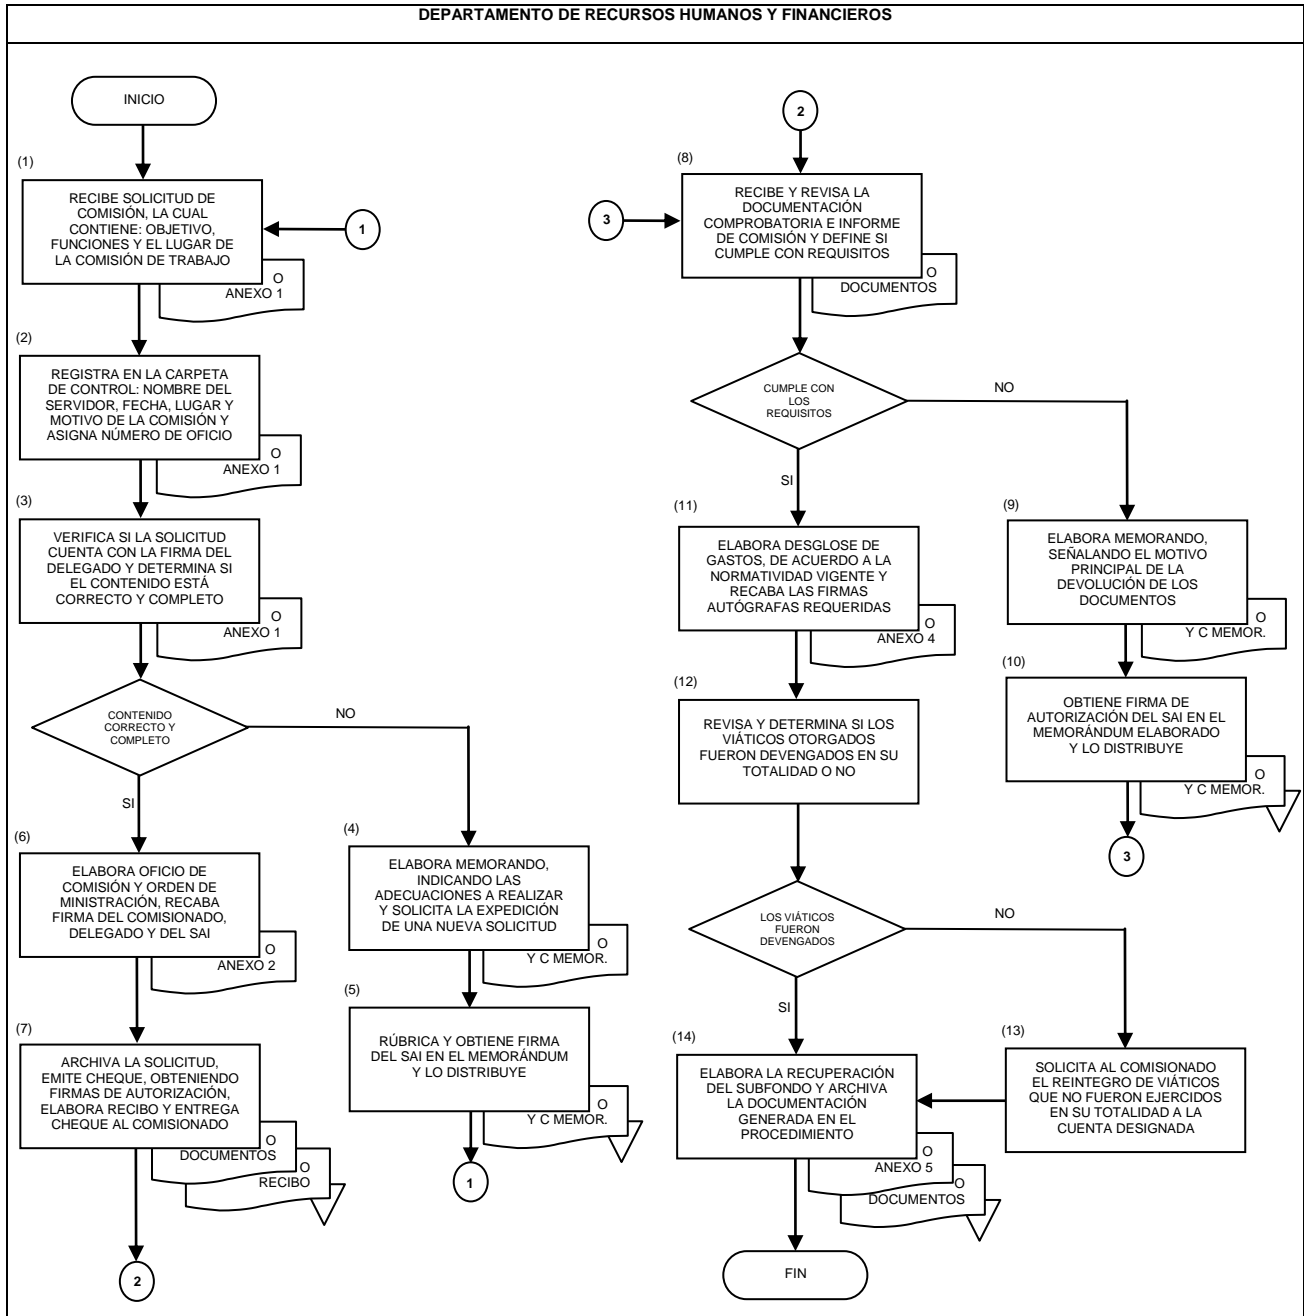 DEPARTAMENTO DE RECURSOS HUMANOS Y FINANCIEROS
INICIO
(1)
RECIBE SOLICITUD DE
COMISIÓN, LA CUAL
CONTIENE: OBJETIVO,
FUNCIONES Y EL LUGAR DE
LA COMISIÓN DE TRABAJO
1
O
ANEXO 1
(2)
REGISTRA EN LA CARPETA
DE CONTROL: NOMBRE DEL
SERVIDOR, FECHA, LUGAR Y
MOTIVO DE LA COMISIÓN Y
ASIGNA NÚMERO DE OFICIO
O
ANEXO 1
(3)
VERIFICA SI LA SOLICITUD
CUENTA CON LA FIRMA DEL
DELEGADO Y DETERMINA SI
EL CONTENIDO ESTÁ
CORRECTO Y COMPLETO
O
ANEXO 1
CONTENIDO
CORRECTO Y
COMPLETO
NO
SI
(6)
ELABORA OFICIO DE
COMISIÓN Y ORDEN DE
MINISTRACIÓN, RECABA
FIRMA DEL COMISIONADO,
DELEGADO Y DEL SAI
O
ANEXO 2
(4)
ELABORA MEMORANDO,
INDICANDO LAS
ADECUACIONES A REALIZAR
Y SOLICITA LA EXPEDICIÓN
DE UNA NUEVA SOLICITUD
O
Y C MEMOR.
(5)
RÚBRICA Y OBTIENE FIRMA
DEL SAI EN EL MEMORÁNDUM
Y LO DISTRIBUYE
O
Y C MEMOR.
1
(7)
ARCHIVA LA SOLICITUD,
EMITE CHEQUE, OBTENIENDO
FIRMAS DE AUTORIZACIÓN,
ELABORA RECIBO Y ENTREGA
CHEQUE AL COMISIONADO
O
DOCUMENTOS
O
RECIBO
2
2
(8)
3
RECIBE Y REVISA LA
DOCUMENTACIÓN
COMPROBATORIA E INFORME
DE COMISIÓN Y DEFINE SI
CUMPLE CON REQUISITOS
O
DOCUMENTOS
CUMPLE CON
LOS
REQUISITOS
NO
SI
(11)
ELABORA DESGLOSE DE
GASTOS, DE ACUERDO A LA
NORMATIVIDAD VIGENTE Y
RECABA LAS FIRMAS
AUTÓGRAFAS REQUERIDAS
O
ANEXO 4
(9)
ELABORA MEMORANDO,
SEÑALANDO EL MOTIVO
PRINCIPAL DE LA
DEVOLUCIÓN DE LOS
DOCUMENTOS
O
Y C MEMOR.
(10)
OBTIENE FIRMA DE
AUTORIZACIÓN DEL SAI EN EL
MEMORÁNDUM ELABORADO
Y LO DISTRIBUYE
O
Y C MEMOR.
3
(12)
REVISA Y DETERMINA SI LOS
VIÁTICOS OTORGADOS
FUERON DEVENGADOS EN SU
TOTALIDAD O NO
LOS VIÁTICOS
FUERON
DEVENGADOS
NO
SI
(14)
ELABORA LA RECUPERACIÓN
DEL SUBFONDO Y ARCHIVA
LA DOCUMENTACIÓN
GENERADA EN EL
PROCEDIMIENTO
O
ANEXO 5
O
DOCUMENTOS
(13)
SOLICITA AL COMISIONADO
EL REINTEGRO DE VIÁTICOS
QUE NO FUERON EJERCIDOS
EN SU TOTALIDAD A LA
CUENTA DESIGNADA
FIN